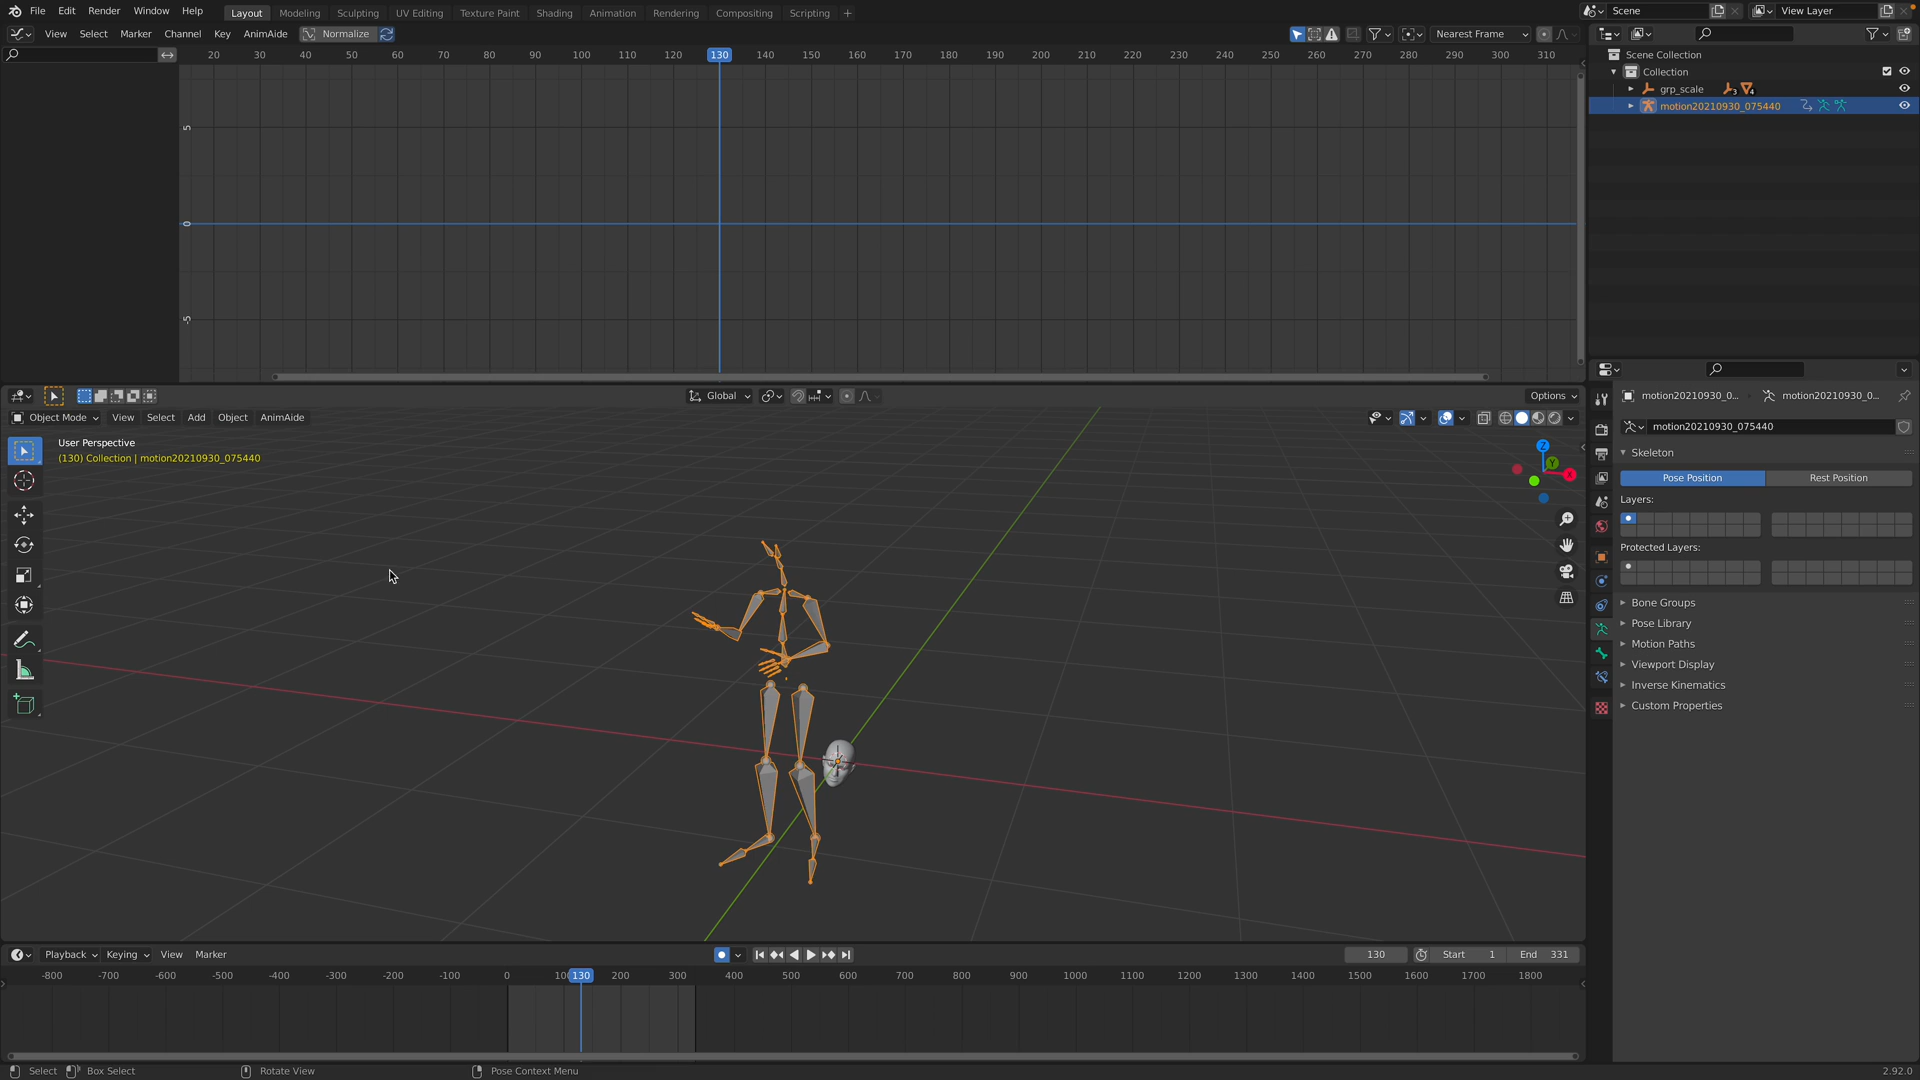 File Edit Render Window Help Layout Modeling Sculpting UV Editing Texture Paint Shading Animation Rendering Compositing Scripting + Scene View Layer
View Select Marker Channel Key AnimAide Normalize Nearest Frame
20 30 40 50 60 70 80 90 100 110 120 130 140 150 160 170 180 190 200 210 220 230 240 250 260 270 280 290 300 310
5
0
-5
Scene Collection
Collection
grp_scale 3 4
motion20210930_075440
Global Options
Object Mode View Select Add Object AnimAide
User Perspective
(130) Collection | motion20210930_075440
Z
Y
X
motion20210930_0... motion20210930_0...
motion20210930_075440
Skeleton
Pose Position Rest Position
Layers:
Protected Layers:
Bone Groups
Pose Library
Motion Paths
Viewport Display
Inverse Kinematics
Custom Properties
Playback Keying View Marker 130 Start 1 End 331
-800 -700 -600 -500 -400 -300 -200 -100 0 100 130 200 300 400 500 600 700 800 900 1000 1100 1200 1300 1400 1500 1600 1700 1800
Select Box Select Rotate View Pose Context Menu 2.92.0